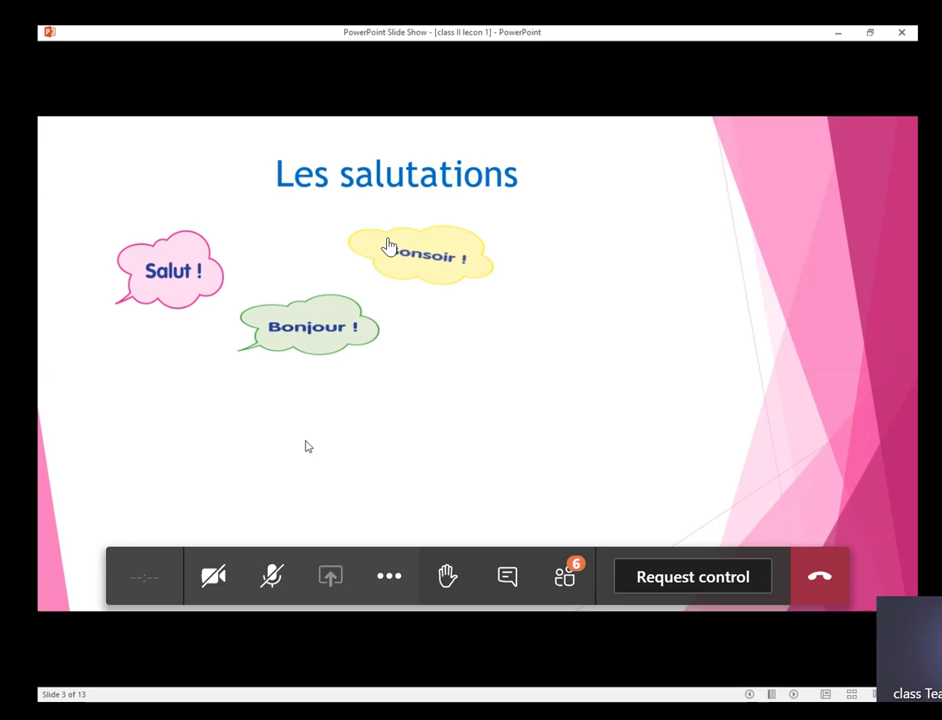 PowerPoint Slide Show - [class II lecon 1] - PowerPoint
Les salutations
Salut !
Bonsoir !
Bonjour !
--:--
6
Request control
Slide 3 of 13
class